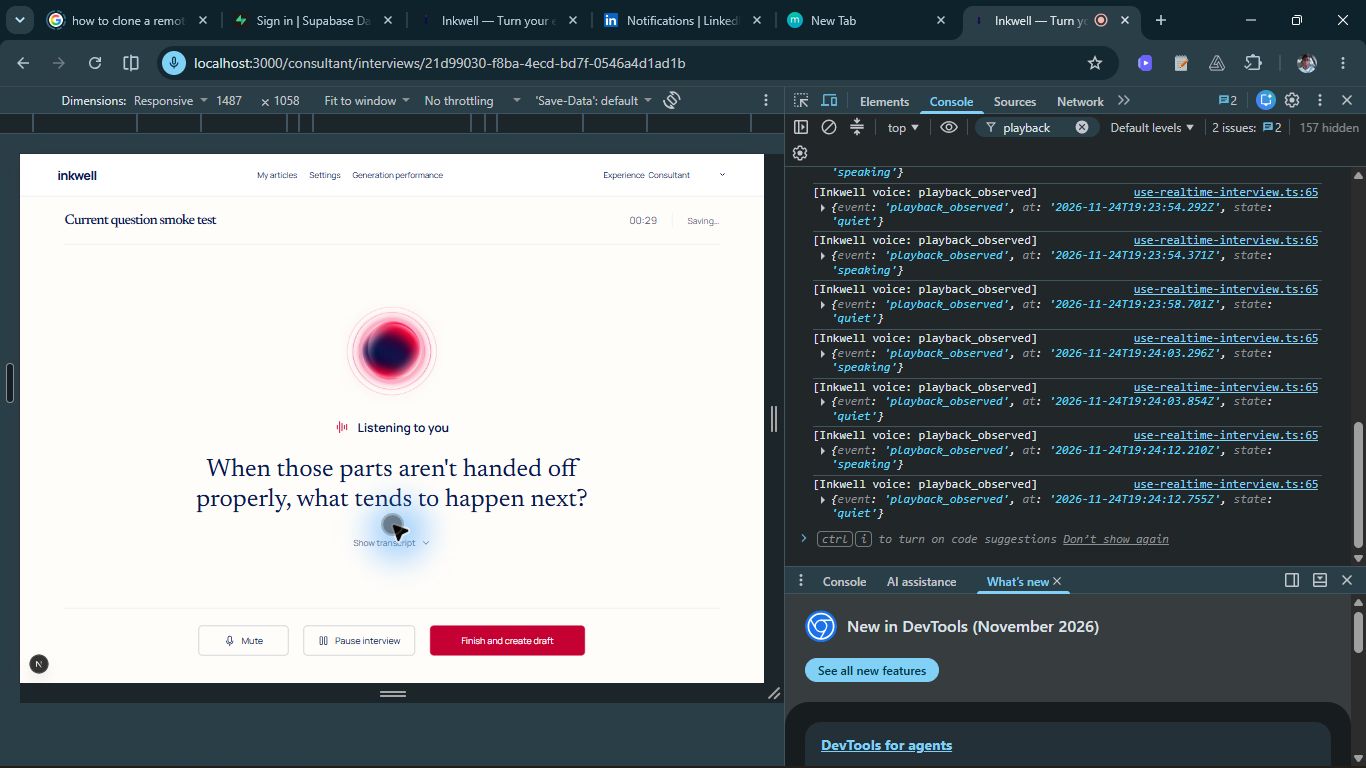 how to clone a remot
Sign in | Supabase Da
Inkwell — Turn your e
Notifications | Linked
New Tab
Inkwell — Turn yo
localhost:3000/consultant/interviews/21d99030-f8ba-4ecd-bd7f-0546a4d1ad1b
Dimensions: Responsive 1487 × 1058 Fit to window No throttling 'Save-Data': default
Elements Console Sources Network 2
top playback Default levels 2 issues: 2 157 hidden
inkwell
My articles Settings Generation performance
Experience Consultant
Current question smoke test
00:29
Saving...
Listening to you
When those parts aren't handed off
properly, what tends to happen next?
Show transcript
Mute
Pause interview
Finish and create draft
N
'speaking'}
[Inkwell voice: playback_observed] use-realtime-interview.ts:65
{event: 'playback_observed', at: '2026-11-24T19:23:54.292Z', state:
'quiet'}
[Inkwell voice: playback_observed] use-realtime-interview.ts:65
{event: 'playback_observed', at: '2026-11-24T19:23:54.371Z', state:
'speaking'}
[Inkwell voice: playback_observed] use-realtime-interview.ts:65
{event: 'playback_observed', at: '2026-11-24T19:23:58.701Z', state:
'quiet'}
[Inkwell voice: playback_observed] use-realtime-interview.ts:65
{event: 'playback_observed', at: '2026-11-24T19:24:03.296Z', state:
'speaking'}
[Inkwell voice: playback_observed] use-realtime-interview.ts:65
{event: 'playback_observed', at: '2026-11-24T19:24:03.854Z', state:
'quiet'}
[Inkwell voice: playback_observed] use-realtime-interview.ts:65
{event: 'playback_observed', at: '2026-11-24T19:24:12.210Z', state:
'speaking'}
[Inkwell voice: playback_observed] use-realtime-interview.ts:65
{event: 'playback_observed', at: '2026-11-24T19:24:12.755Z', state:
'quiet'}
ctrl i to turn on code suggestions Don't show again
Console AI assistance What's new
New in DevTools (November 2026)
See all new features
DevTools for agents